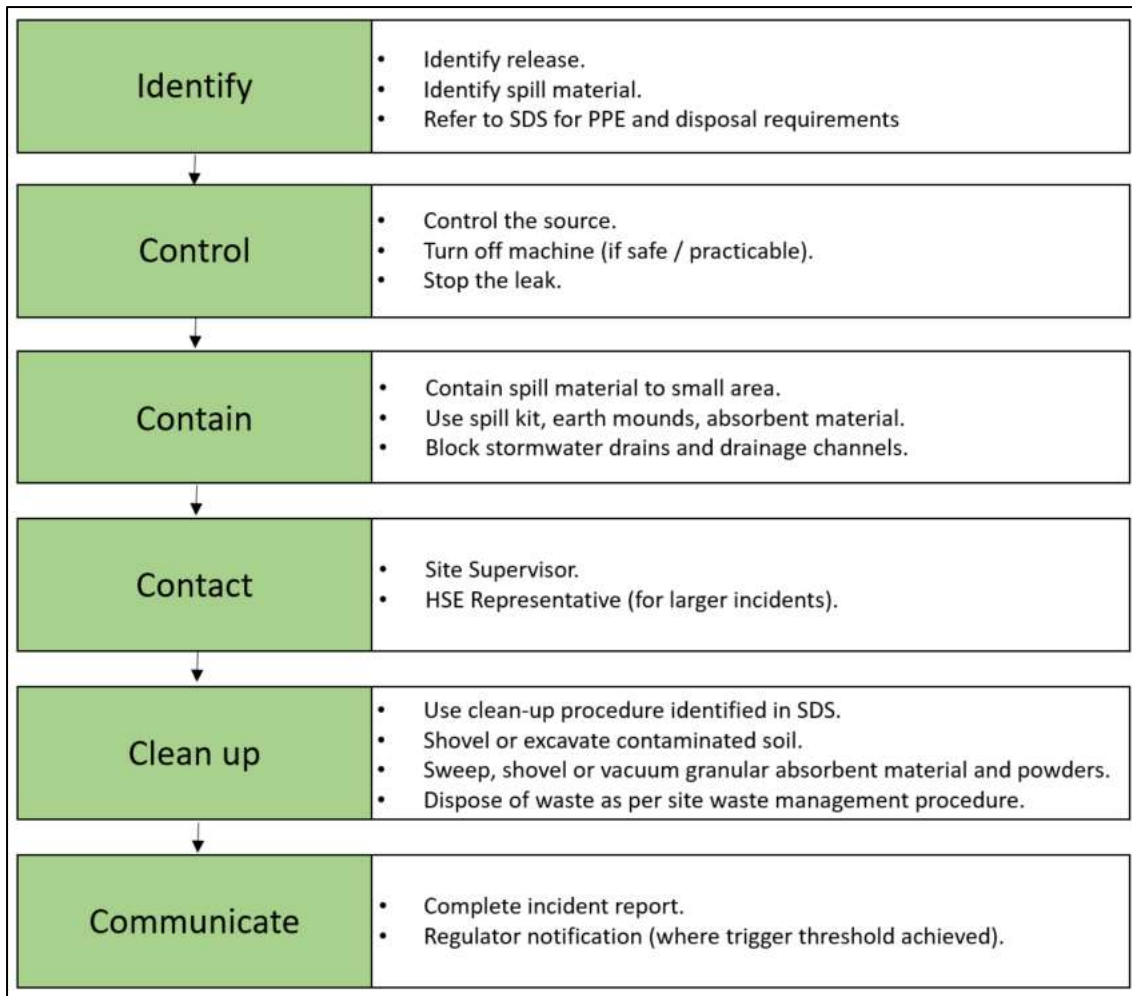 Identify
• Identify release.
• Identify spill material.
• Refer to SDS for PPE and disposal requirements
Control
• Control the source.
• Turn off machine (if safe / practicable).
• Stop the leak.
Contain
• Contain spill material to small area.
• Use spill kit, earth mounds, absorbent material.
• Block stormwater drains and drainage channels.
Contact
• Site Supervisor.
• HSE Representative (for larger incidents).
Clean up
• Use clean-up procedure identified in SDS.
• Shovel or excavate contaminated soil.
• Sweep, shovel or vacuum granular absorbent material and powders.
• Dispose of waste as per site waste management procedure.
Communicate
• Complete incident report.
• Regulator notification (where trigger threshold achieved).